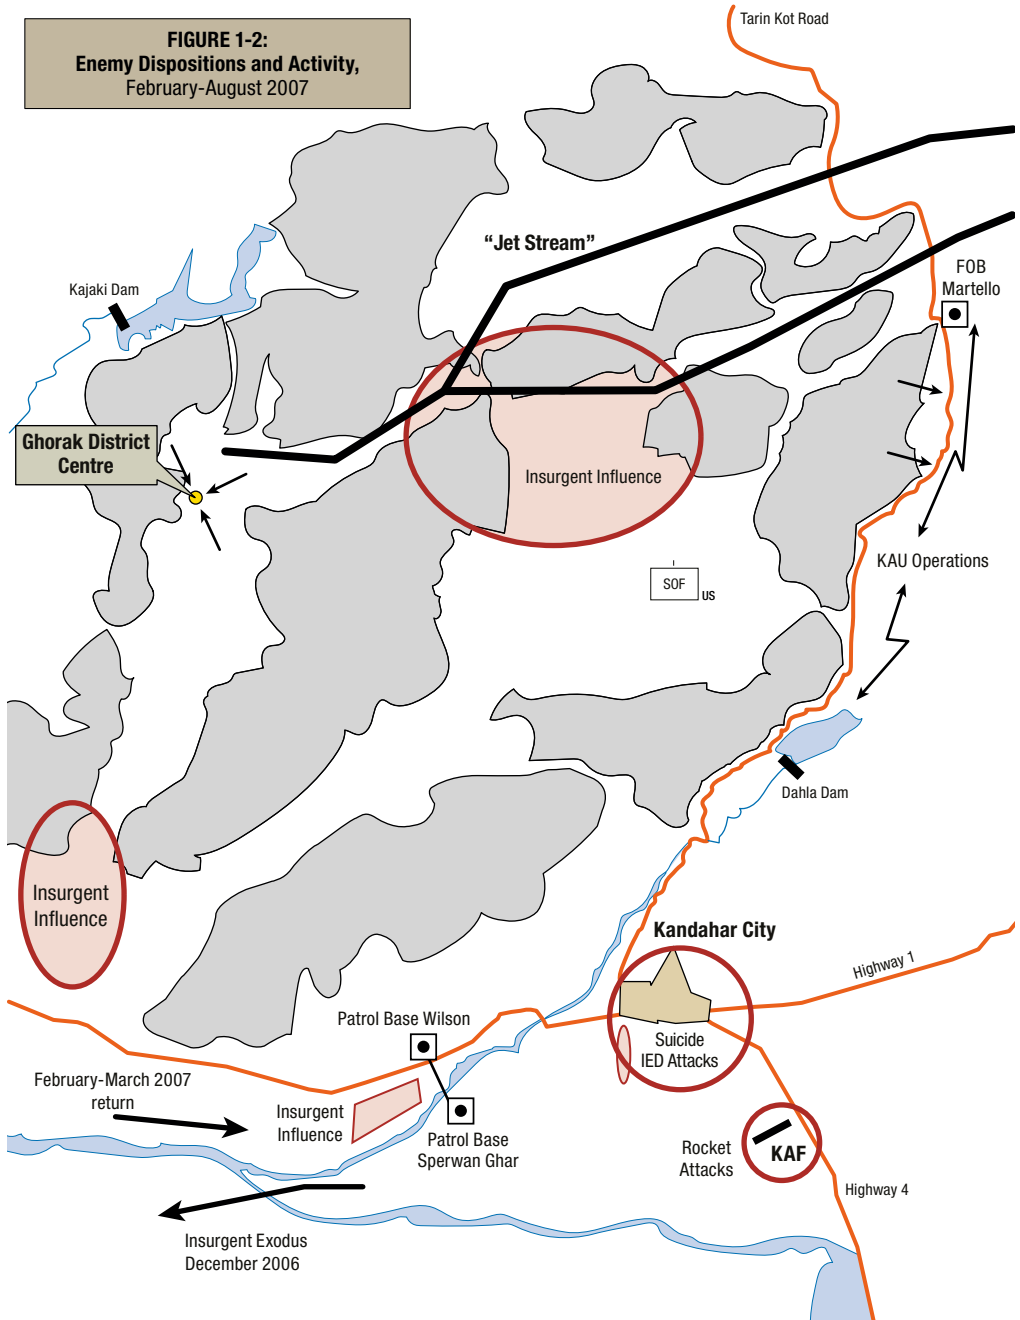 FIGURE 1-2:
Enemy Dispositions and Activity,
February-August 2007
Tarin Kot Road
"Jet Stream"
FOB
Martello
Kajaki Dam
Ghorak District
Centre
Insurgent Influence
KAU Operations
SOF
US
Dahla Dam
Insurgent
Influence
Kandahar City
Highway 1
Suicide
IED Attacks
Patrol Base Wilson
February-March 2007
return
Insurgent
Influence
Patrol Base
Sperwan Ghar
Rocket
Attacks
KAF
Highway 4
Insurgent Exodus
December 2006